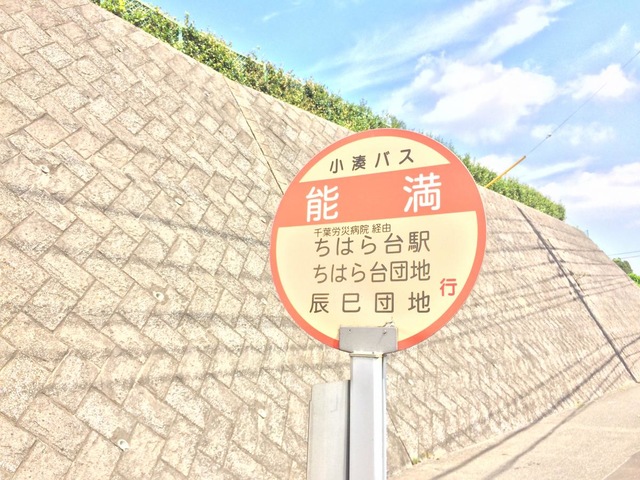 小湊バス
能満
千葉労災病院 経由
ちはら台駅
ちはら台団地
辰巳団地
行